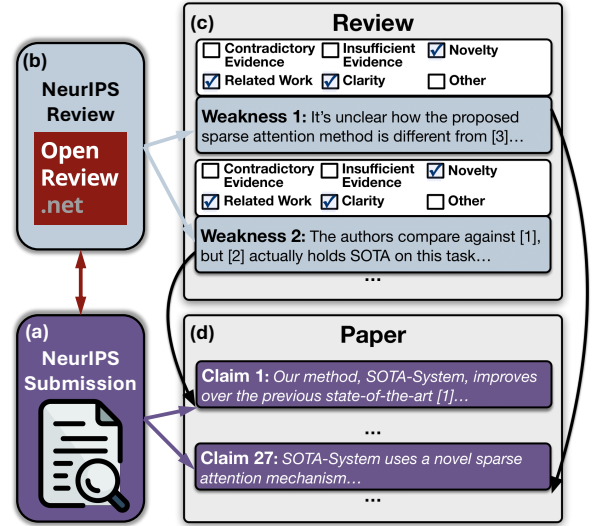 (b)
NeurIPS
Review
Open
Review
.net
(a)
NeurIPS
Submission
(c)
Review
Contradictory Evidence
Insufficient Evidence
Novelty
Related Work
Clarity
Other
Weakness 1: It's unclear how the proposed
sparse attention method is different from [3]...
Contradictory Evidence
Insufficient Evidence
Novelty
Related Work
Clarity
Other
Weakness 2: The authors compare against [1],
but [2] actually holds SOTA on this task...
...
(d)
Paper
Claim 1: Our method, SOTA-System, improves
over the previous state-of-the-art [1]...
...
Claim 27: SOTA-System uses a novel sparse
attention mechanism...
...